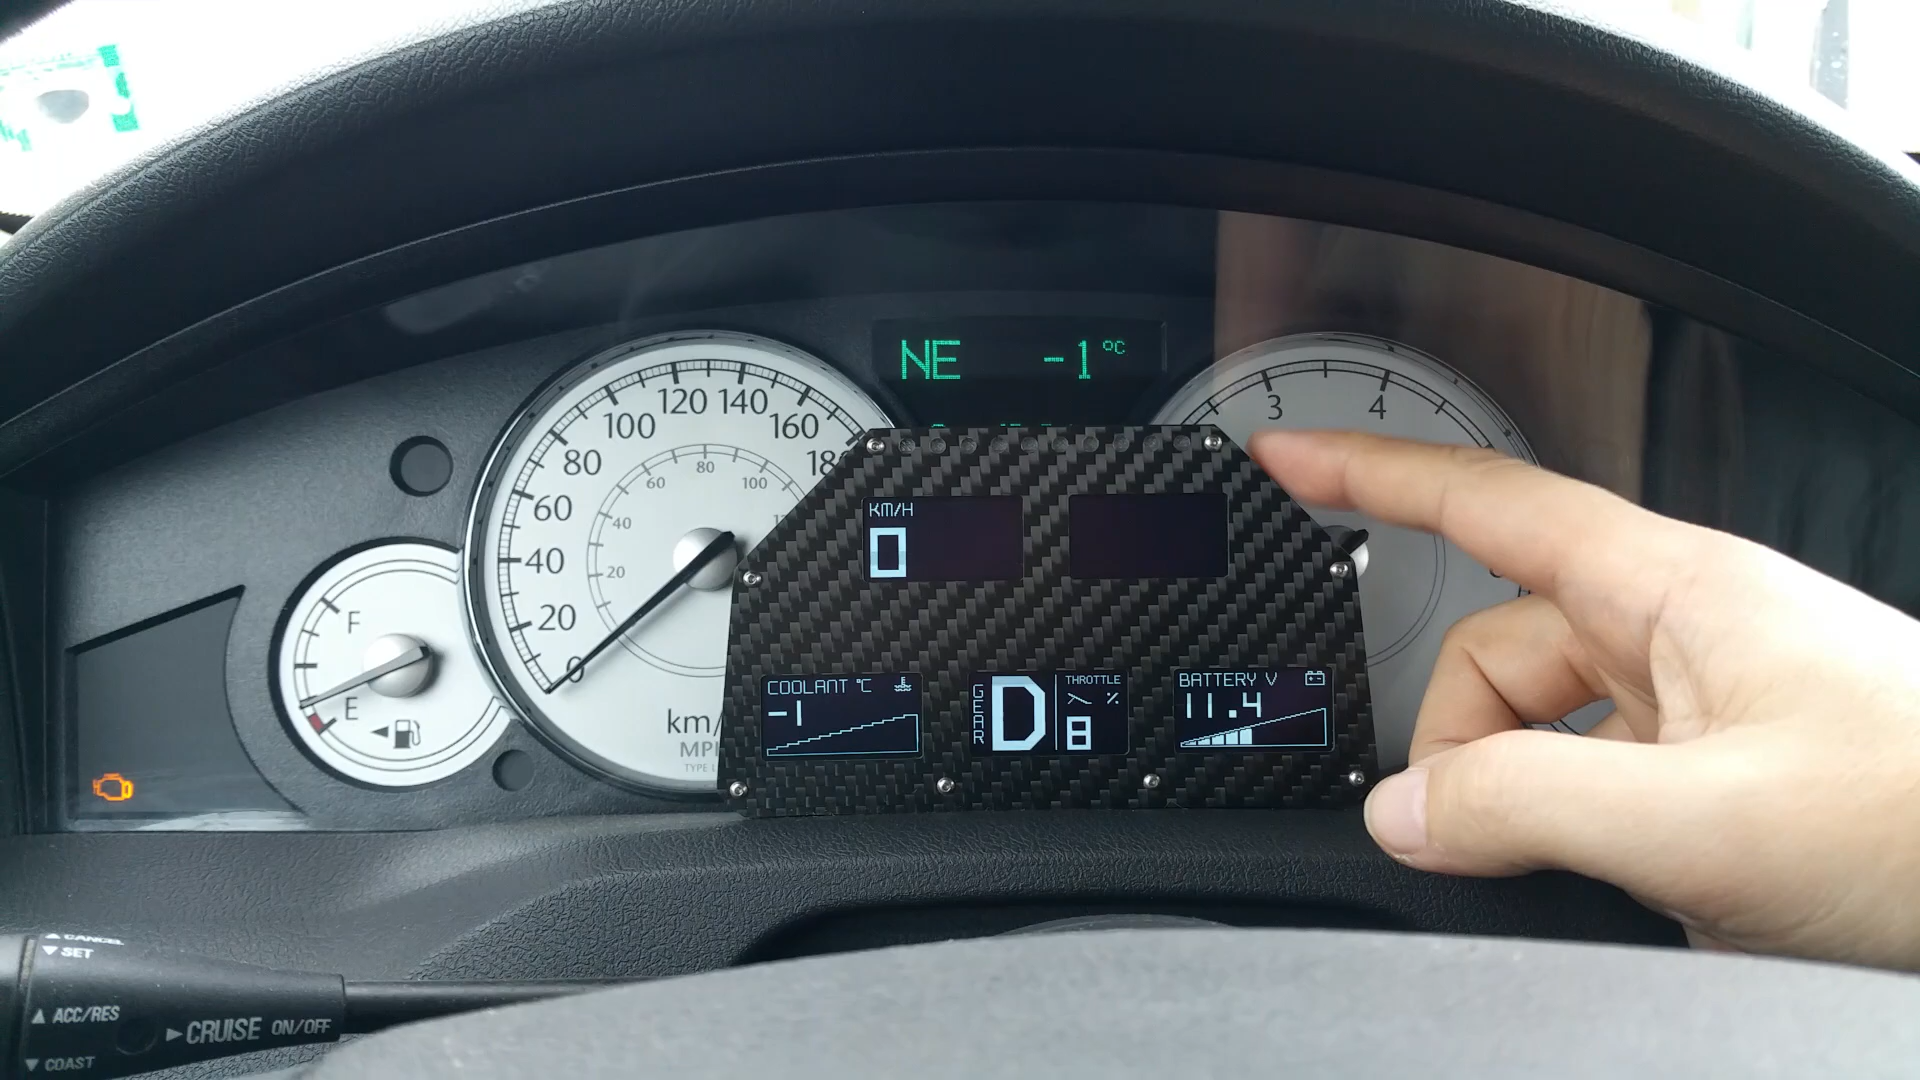 NE -1 °C
20
40
60
80
100
120
140
160
20
40
60
80
100
0
km/
MPH
3
4
F
E
KM/H
0
COOLANT °C
-1
GEAR
D
THROTTLE
%
8
BATTERY V
11.4
▲ CANCEL
▼ SET
▲ ACC/RES
► CRUISE ON/OFF
▼ COAST